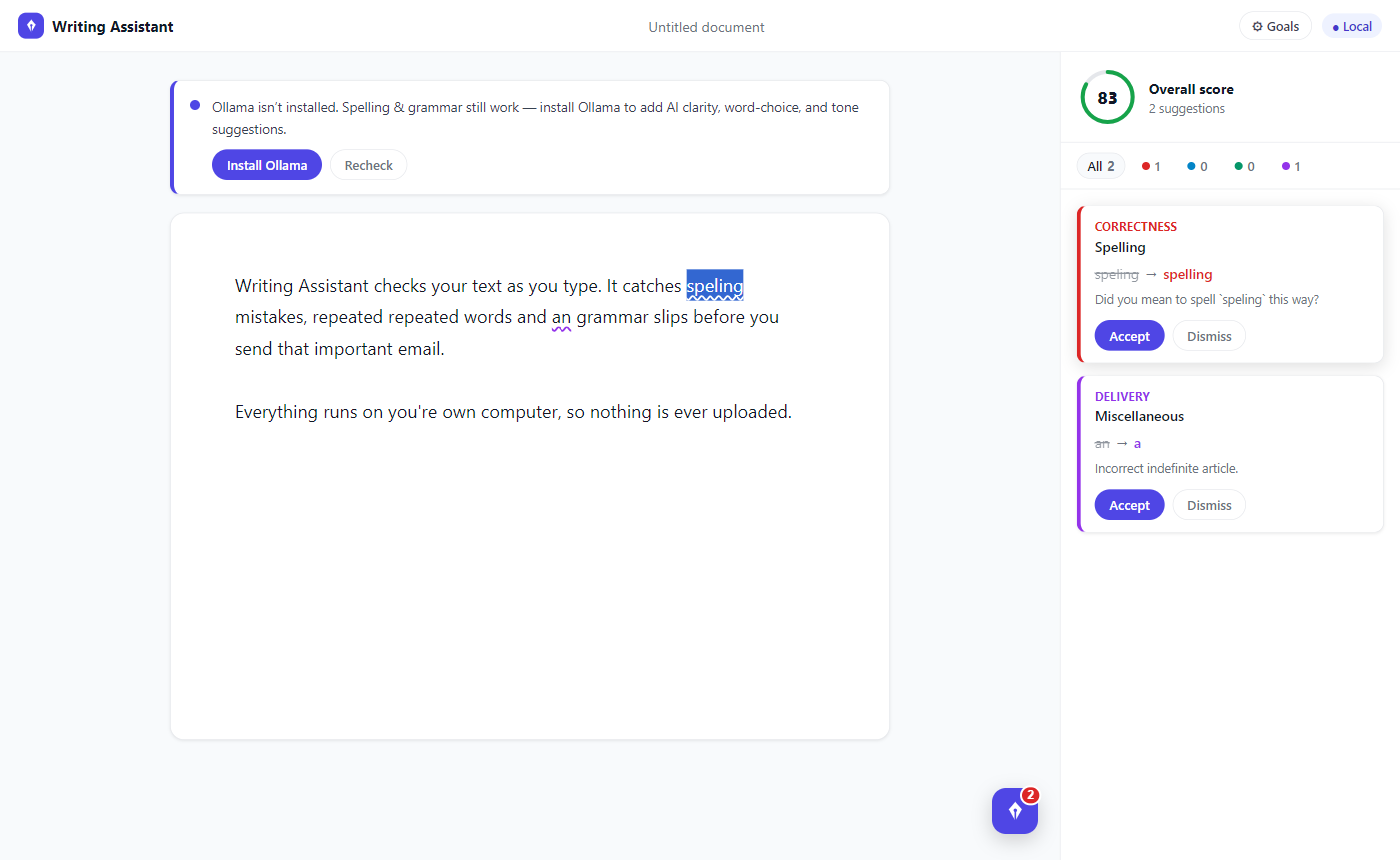 Writing Assistant
Untitled document
⚙ Goals
● Local
Ollama isn’t installed. Spelling & grammar still work — install Ollama to add AI clarity, word-choice, and tone
suggestions.
Install Ollama
Recheck
Writing Assistant checks your text as you type. It catches speling
mistakes, repeated repeated words and an grammar slips before you
send that important email.
Everything runs on you're own computer, so nothing is ever uploaded.
2
83
Overall score
2 suggestions
All 2
1
0
0
1
CORRECTNESS
Spelling
speling → spelling
Did you mean to spell `speling` this way?
Accept
Dismiss
DELIVERY
Miscellaneous
an → a
Incorrect indefinite article.
Accept
Dismiss